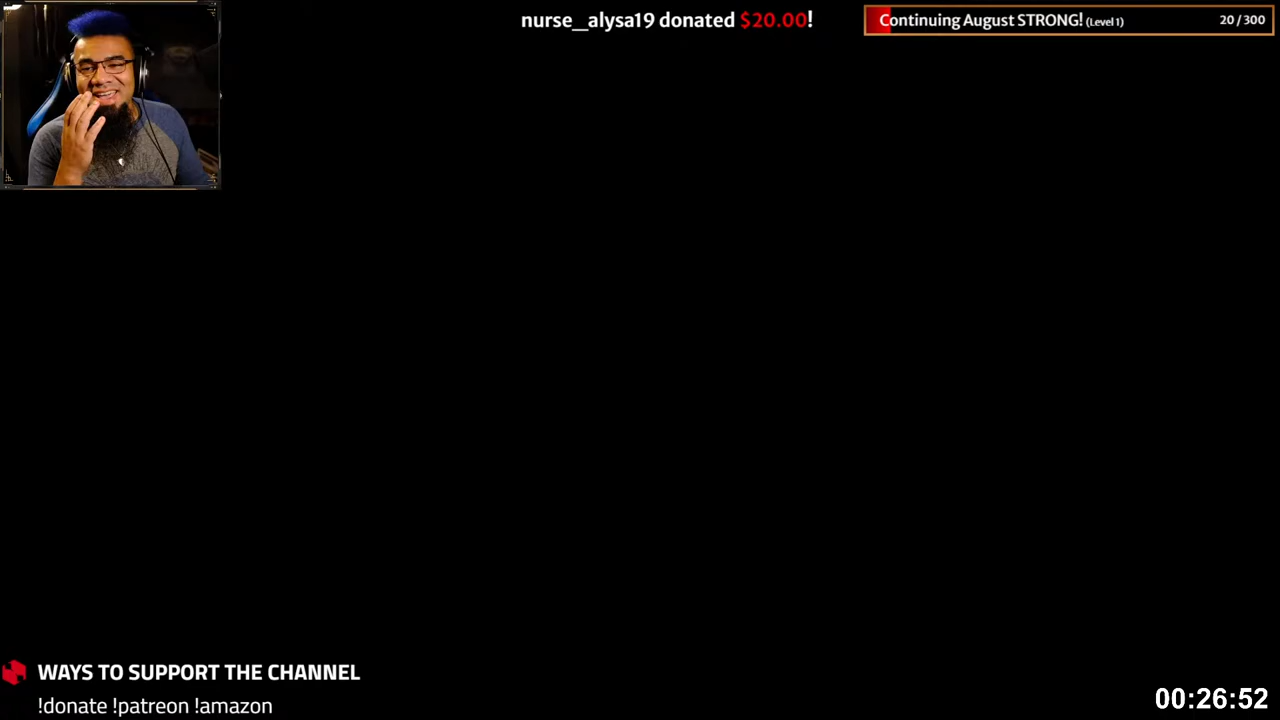 nurse__alysa19 donated $20.00!
Continuing August STRONG! (Level 1) 20 / 300
WAYS TO SUPPORT THE CHANNEL
!donate !patreon !amazon
00:26:52